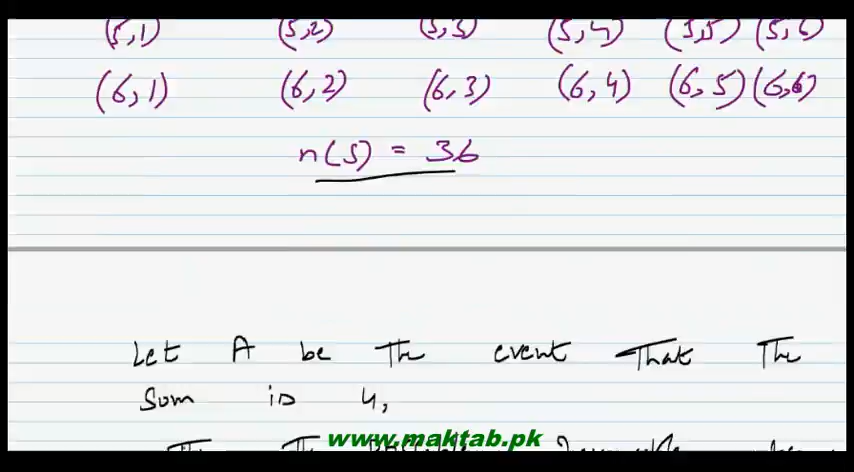 (5,1) (5,2) (5,3) (5,4) (5,5) (5,6)
(6,1) (6,2) (6,3) (6,4) (6,5) (6,6)
n(S) = 36
Let A be the event that the
Sum is 4,
www.maktab.pk